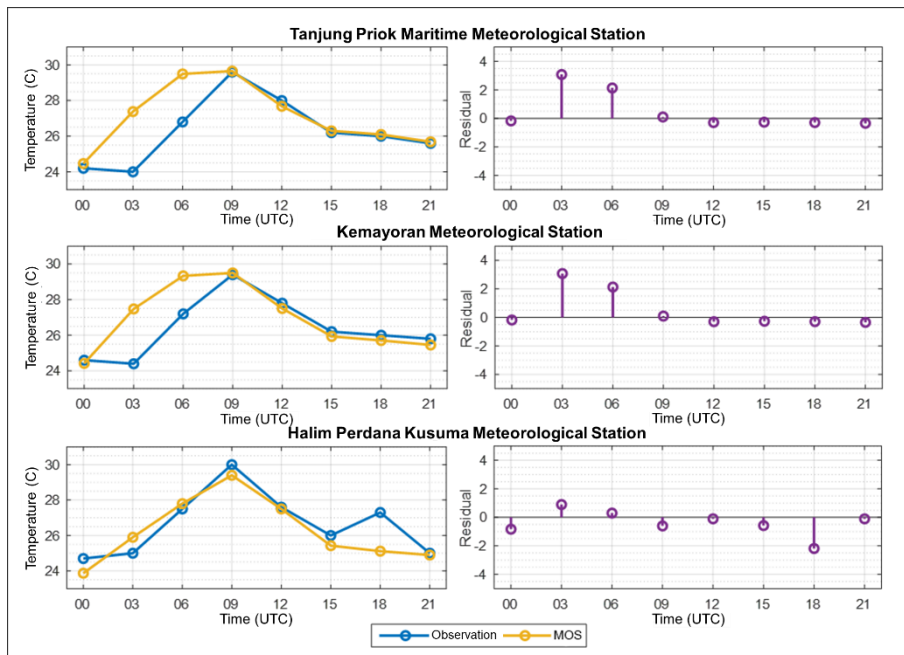 Tanjung Priok Maritime Meteorological Station
Temperature (C)
30
28
26
24
00 03 06 09 12 15 18 21
Time (UTC)
Residual
4
2
0
-2
-4
00 03 06 09 12 15 18 21
Time (UTC)
Kemayoran Meteorological Station
Temperature (C)
30
28
26
24
00 03 06 09 12 15 18 21
Time (UTC)
Residual
4
2
0
-2
-4
00 03 06 09 12 15 18 21
Time (UTC)
Halim Perdana Kusuma Meteorological Station
Temperature (C)
30
28
26
24
00 03 06 09 12 15 18 21
Time (UTC)
Residual
4
2
0
-2
-4
00 03 06 09 12 15 18 21
Time (UTC)
Observation MOS